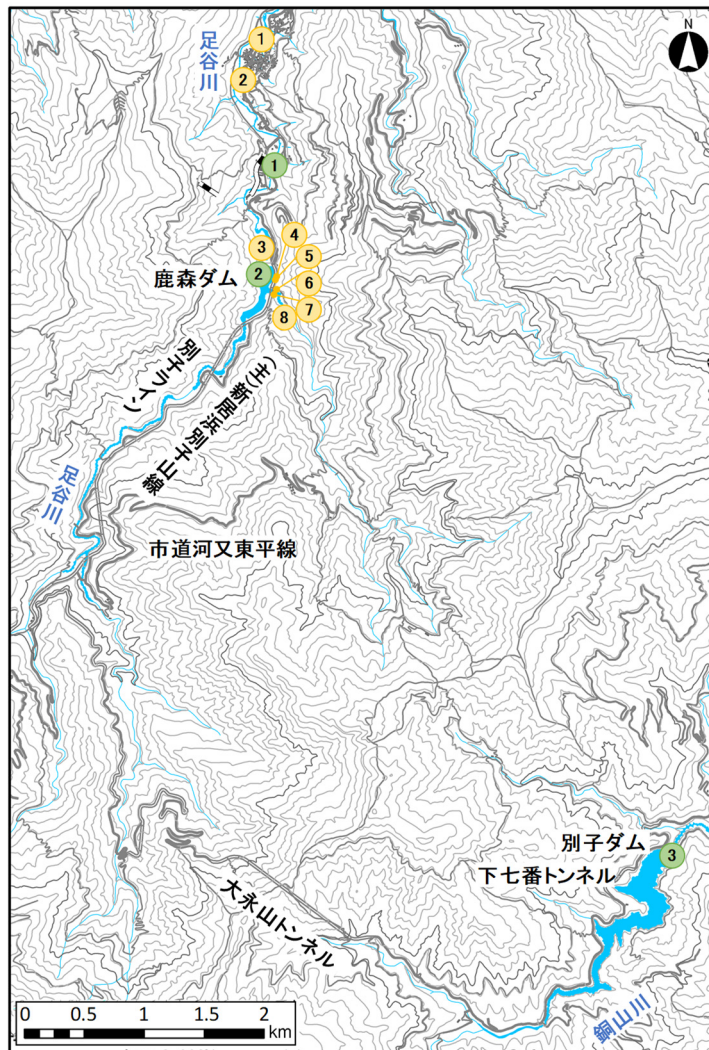 N
足谷川
1
2
1
3
4
5
鹿森ダム
2
6
7
8
別子ライン
(主)新居浜別子山線
足谷川
市道河又東平線
別子ダム
3
下七番トンネル
大永山トンネル
銅山川
0 0.5 1 1.5 2
km